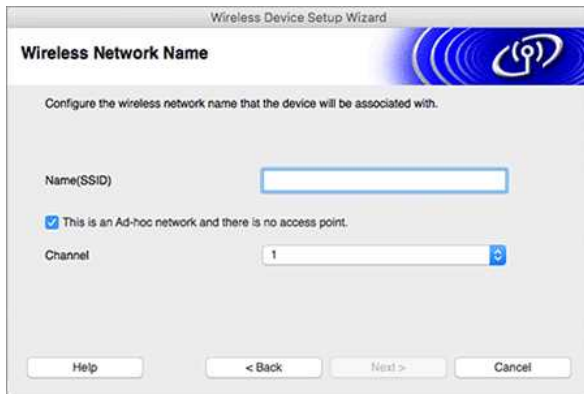 Wireless Device Setup Wizard
Wireless Network Name
Configure the wireless network name that the device will be associated with.
Name(SSID)
This is an Ad-hoc network and there is no access point.
Channel 1
Help < Back Next > Cancel